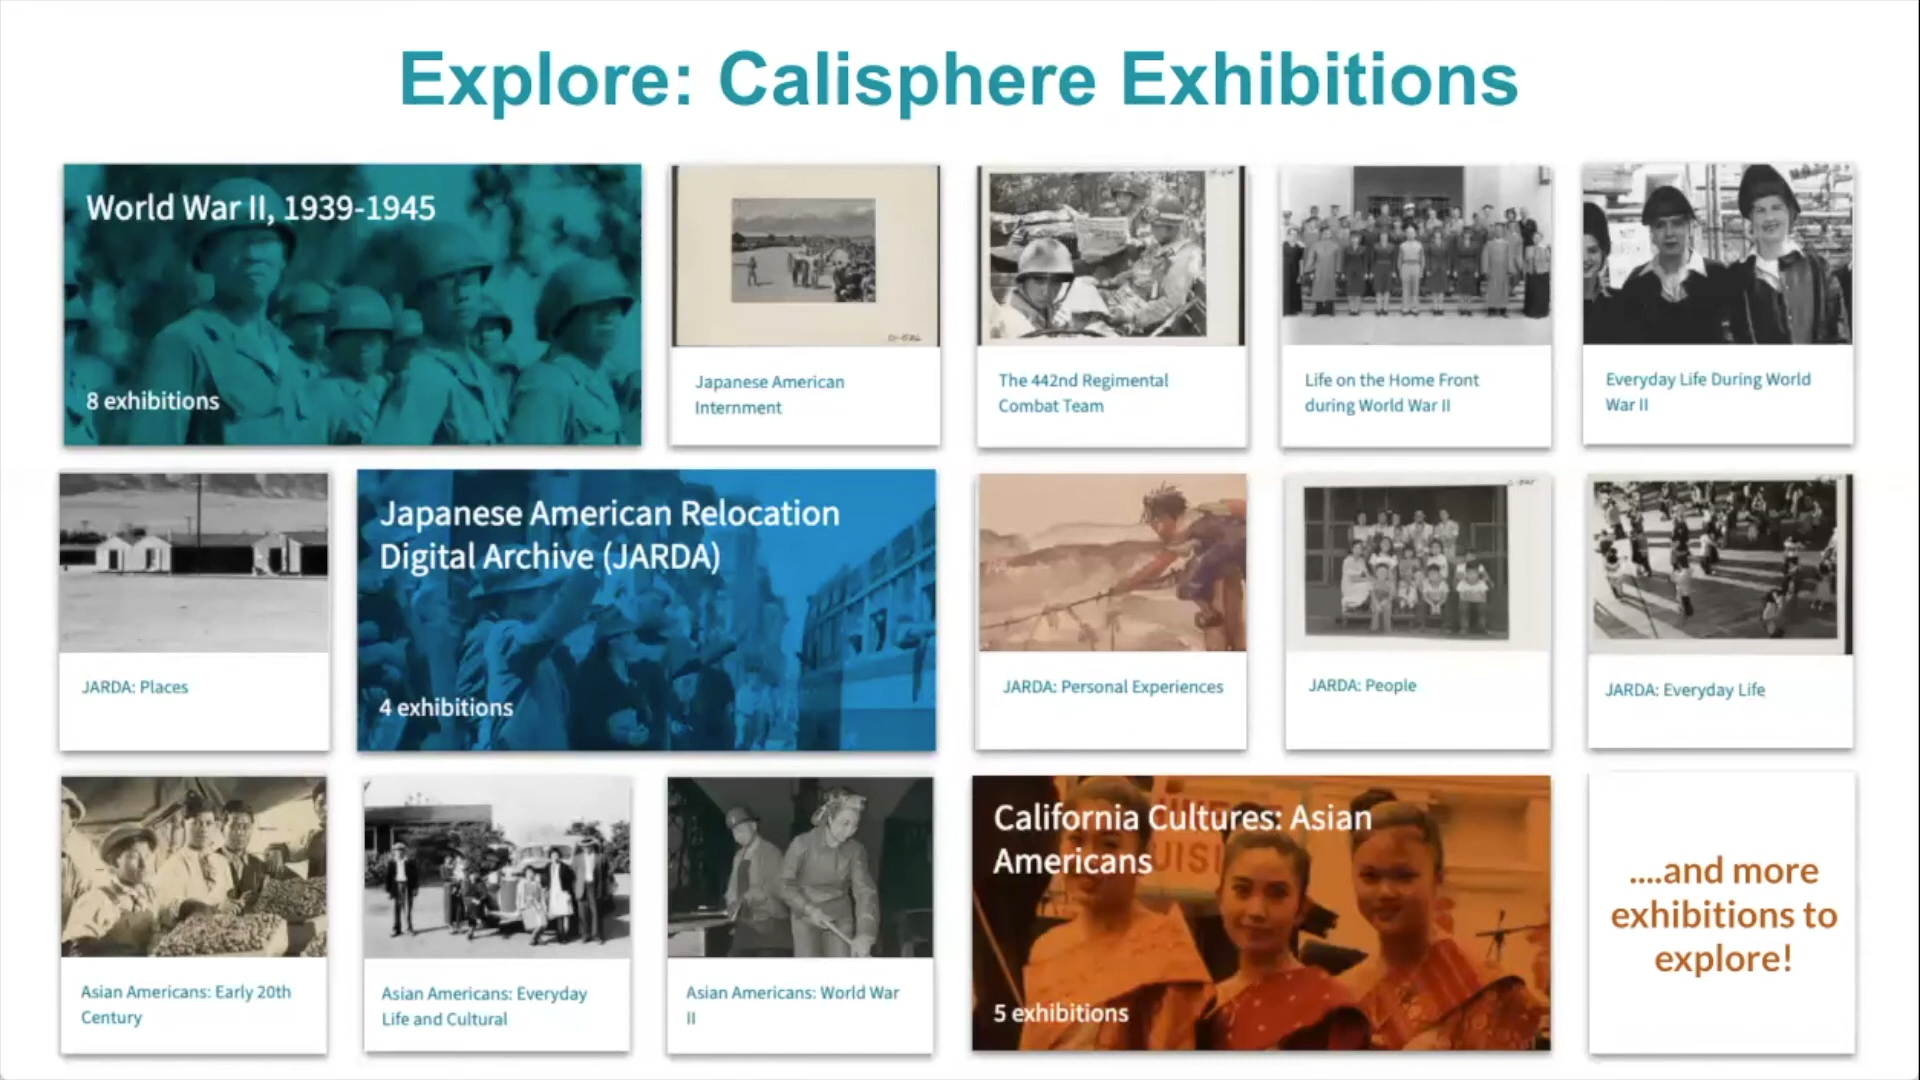 Explore: Calisphere Exhibitions
World War II, 1939-1945
8 exhibitions
Japanese American
Internment
The 442nd Regimental
Combat Team
Life on the Home Front
during World War II
Everyday Life During World
War II
JARDA: Places
Japanese American Relocation
Digital Archive (JARDA)
4 exhibitions
JARDA: Personal Experiences
JARDA: People
JARDA: Everyday Life
Asian Americans: Early 20th
Century
Asian Americans: Everyday
Life and Cultural
Asian Americans: World War
II
California Cultures: Asian
Americans
5 exhibitions
....and more
exhibitions to
explore!